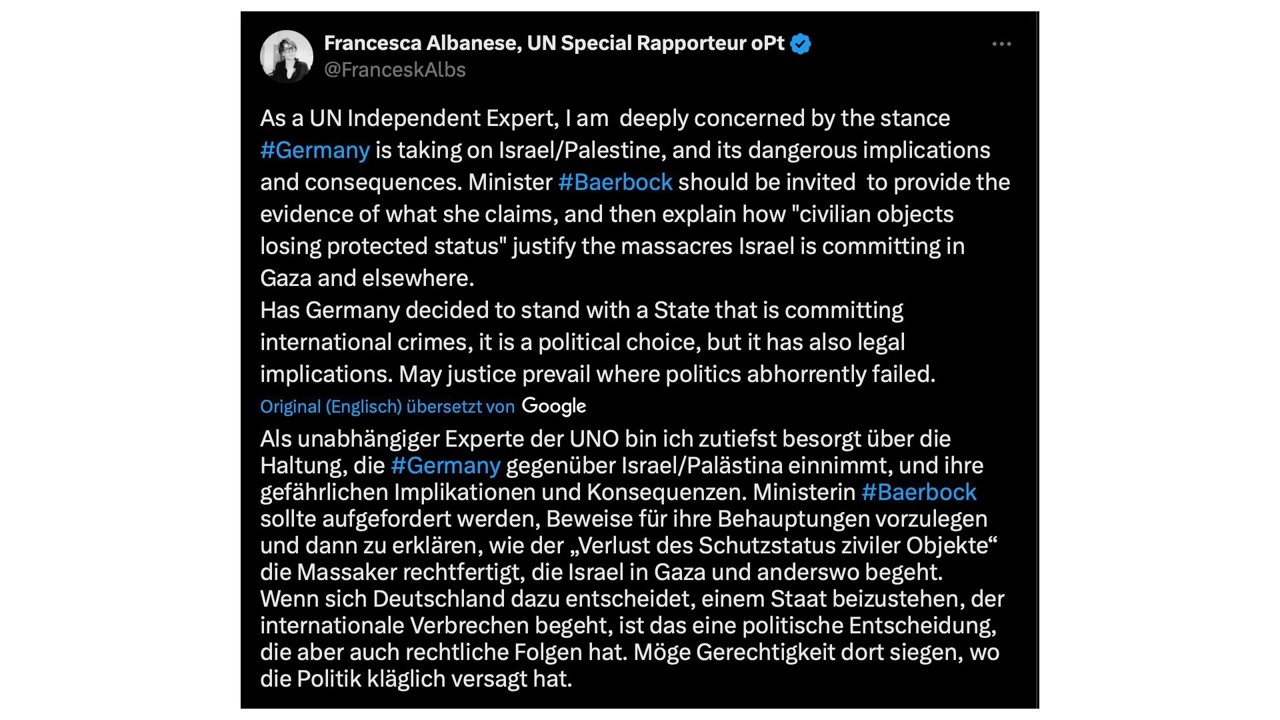 Francesca Albanese, UN Special Rapporteur oPt
@FranceskAlbs
As a UN Independent Expert, I am  deeply concerned by the stance
#Germany is taking on Israel/Palestine, and its dangerous implications
and consequences. Minister #Baerbock should be invited  to provide the
evidence of what she claims, and then explain how "civilian objects
losing protected status" justify the massacres Israel is committing in
Gaza and elsewhere.
Has Germany decided to stand with a State that is committing
international crimes, it is a political choice, but it has also legal
implications. May justice prevail where politics abhorrently failed.
Original (Englisch) übersetzt von Google
Als unabhängiger Experte der UNO bin ich zutiefst besorgt über die
Haltung, die #Germany gegenüber Israel/Palästina einnimmt, und ihre
gefährlichen Implikationen und Konsequenzen. Ministerin #Baerbock
sollte aufgefordert werden, Beweise für ihre Behauptungen vorzulegen
und dann zu erklären, wie der „Verlust des Schutzstatus ziviler Objekte“
die Massaker rechtfertigt, die Israel in Gaza und anderswo begeht.
Wenn sich Deutschland dazu entscheidet, einem Staat beizustehen, der
internationale Verbrechen begeht, ist das eine politische Entscheidung,
die aber auch rechtliche Folgen hat. Möge Gerechtigkeit dort siegen, wo
die Politik kläglich versagt hat.